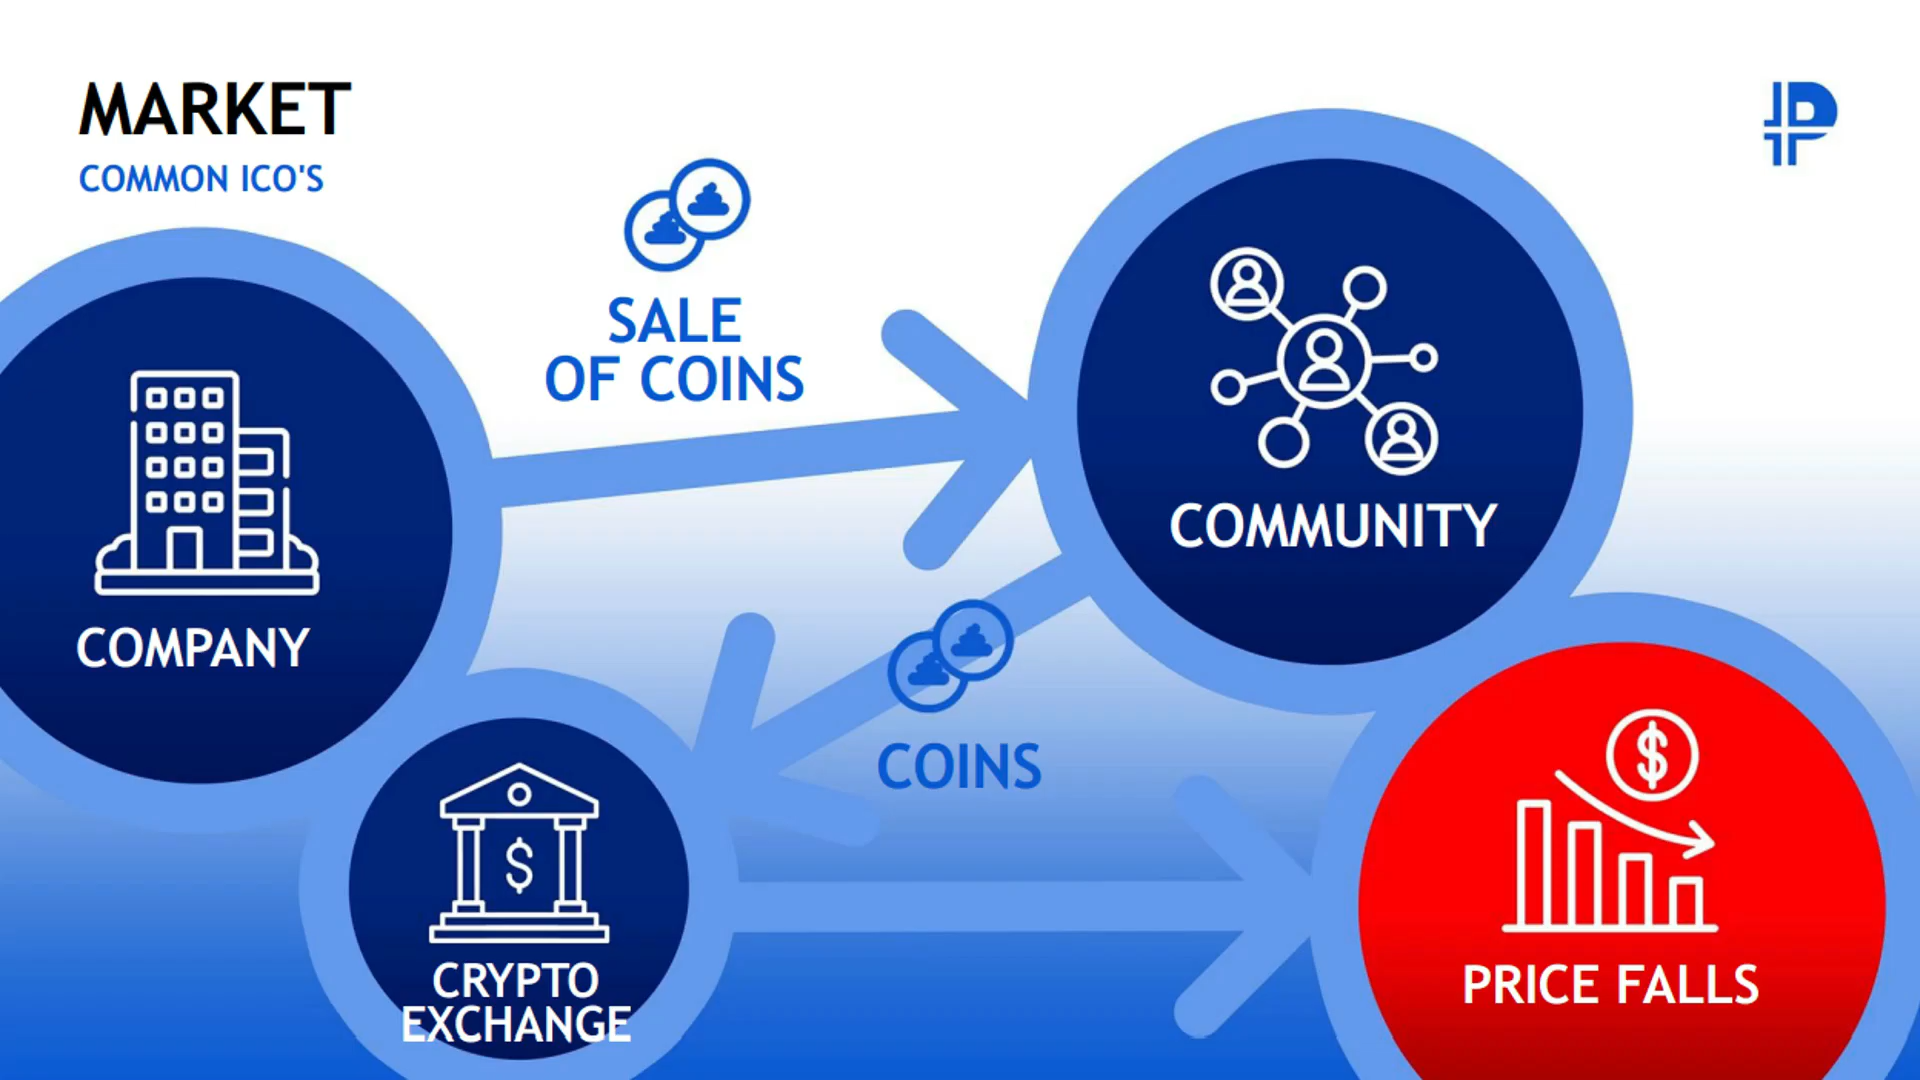 MARKET
COMMON ICO'S
SALE
OF COINS
COMMUNITY
COMPANY
COINS
CRYPTO
EXCHANGE
PRICE FALLS